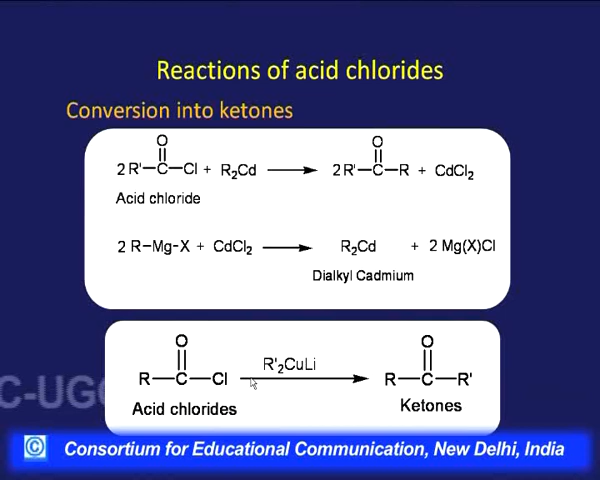 Reactions of acid chlorides
Conversion into ketones
O O
2 R'—C—Cl + R₂Cd ⟶ 2R'—C—R + CdCl₂
Acid chloride
2 R–Mg-X + CdCl₂ ⟶ R₂Cd + 2 Mg(X)Cl
Dialkyl Cadmium
O O
R—C—Cl R'₂CuLi ⟶ R—C—R'
Acid chlorides Ketones
C-UGC
© Consortium for Educational Communication, New Delhi, India